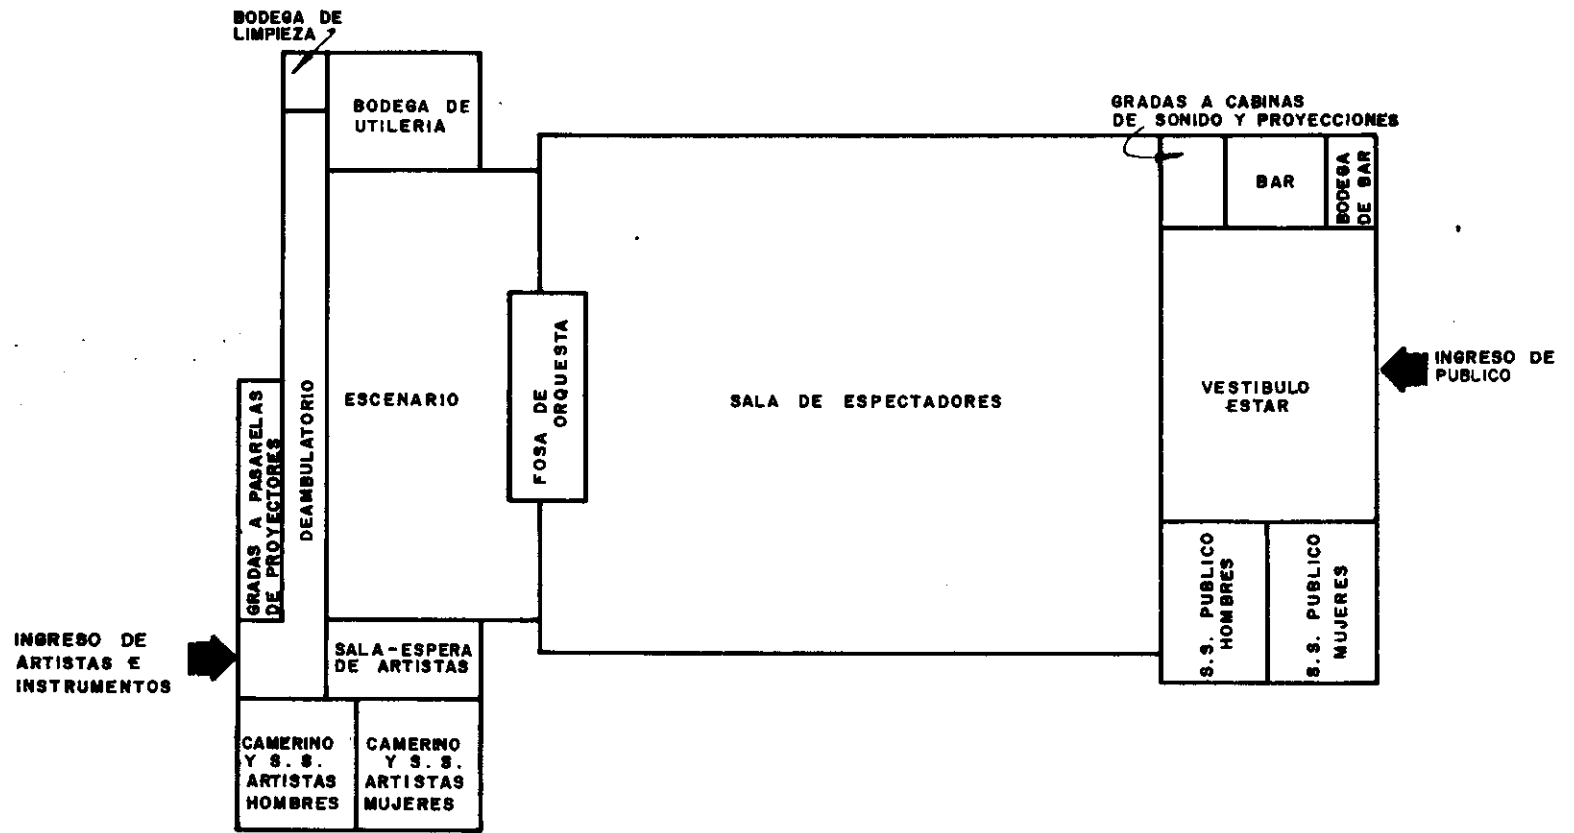 BODEGA DE
LIMPIEZA
BODEGA DE
UTILERIA
GRADAS A CABINAS
DE SONIDO Y PROYECCIONES
BAR
BODEGA
DE BAR
INGRESO DE
PUBLICO
VESTIBULO
ESTAR
SALA DE ESPECTADORES
FOSA DE
ORQUESTA
ESCENARIO
DEAMBULATORIO
GRADAS A PASARELAS
DE PROYECTORES
S.S. PUBLICO
HOMBRES
S.S. PUBLICO
MUJERES
INGRESO DE
ARTISTAS E
INSTRUMENTOS
SALA-ESPERA
DE ARTISTAS
CAMERINO
Y S. S.
ARTISTAS
HOMBRES
CAMERINO
Y S. S.
ARTISTAS
MUJERES